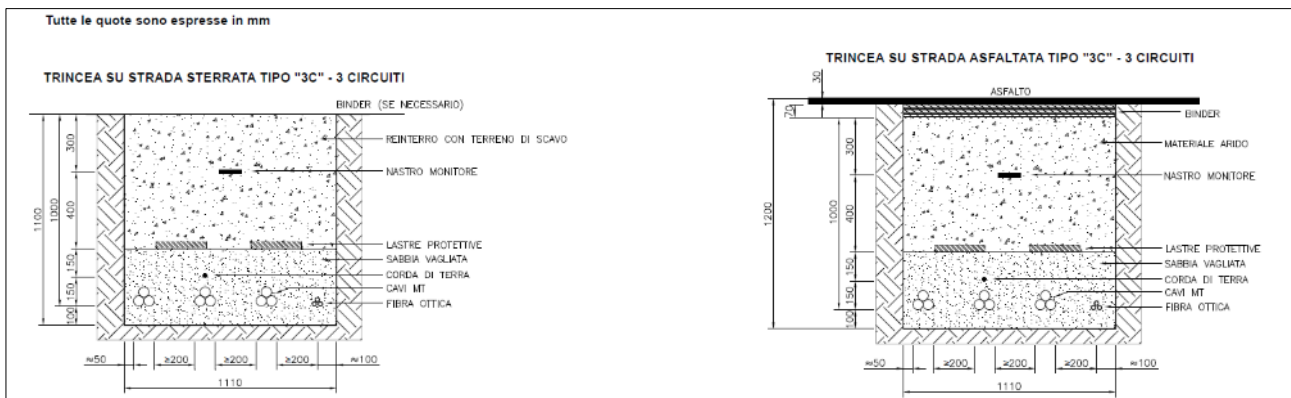 Tutte le quote sono espresse in mm
TRINCEA SU STRADA STERRATA TIPO "3C" - 3 CIRCUITI
BINDER (SE NECESSARIO)
REINTERRO CON TERRENO DI SCAVO
NASTRO MONITORE
LASTRE PROTETTIVE
SABBIA VAGLIATA
CORDA DI TERRA
CAVI MT
FIBRA OTTICA
1100
1000
300
400
150
150
100
≈50
≥200
≥200
≥200
≈100
1110
TRINCEA SU STRADA ASFALTATA TIPO "3C" - 3 CIRCUITI
30
ASFALTO
70
BINDER
MATERIALE ARIDO
NASTRO MONITORE
LASTRE PROTETTIVE
SABBIA VAGLIATA
CORDA DI TERRA
CAVI MT
FIBRA OTTICA
1200
1000
300
400
150
150
100
≈50
≥200
≥200
≥200
≈100
1110